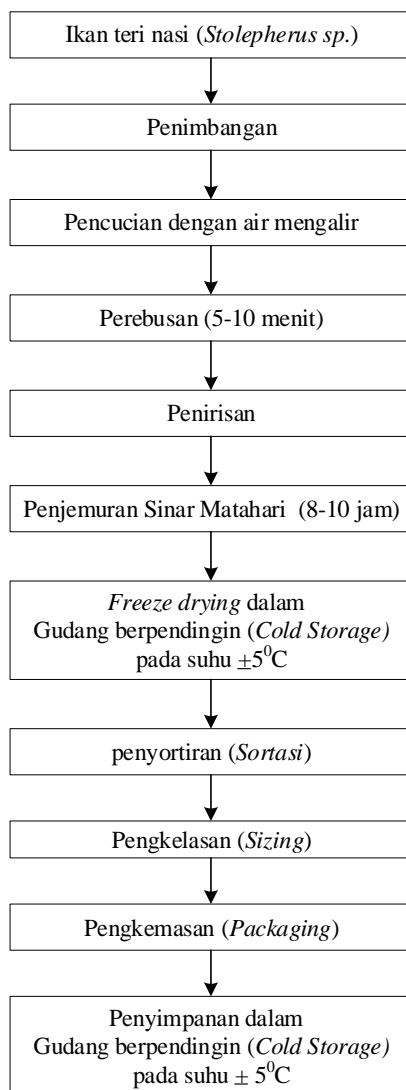 Ikan teri nasi (Stolepherus sp.)
Penimbangan
Pencucian dengan air mengalir
Perebusan (5-10 menit)
Penirisan
Penjemuran Sinar Matahari (8-10 jam)
Freeze drying dalam
Gudang berpendingin (Cold Storage)
pada suhu ±5⁰C
penyortiran (Sortasi)
Pengkelasan (Sizing)
Pengkemasan (Packaging)
Penyimpanan dalam
Gudang berpendingin (Cold Storage)
pada suhu ± 5⁰C